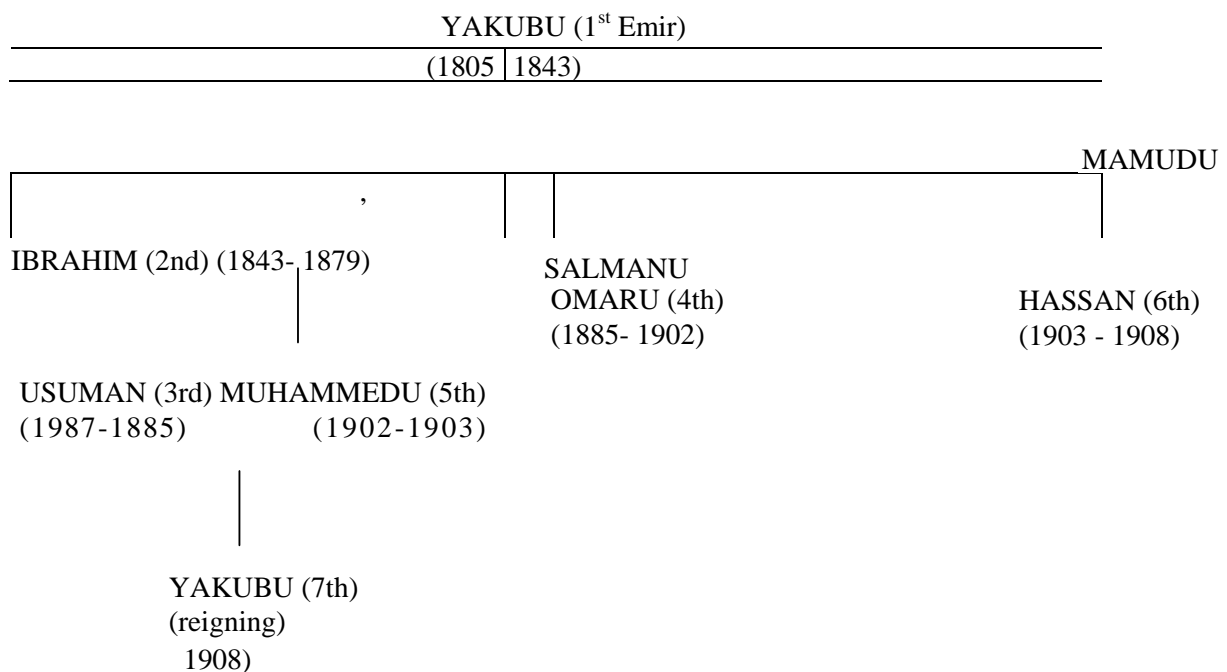 YAKUBU (1st Emir)
(1805 1843)
MAMUDU
,
IBRAHIM (2nd) (1843- 1879)
SALMANU
OMARU (4th)
(1885- 1902)
HASSAN (6th)
(1903 - 1908)
USUMAN (3rd) MUHAMMEDU (5th)
(1987-1885) (1902-1903)
YAKUBU (7th)
(reigning)
1908)